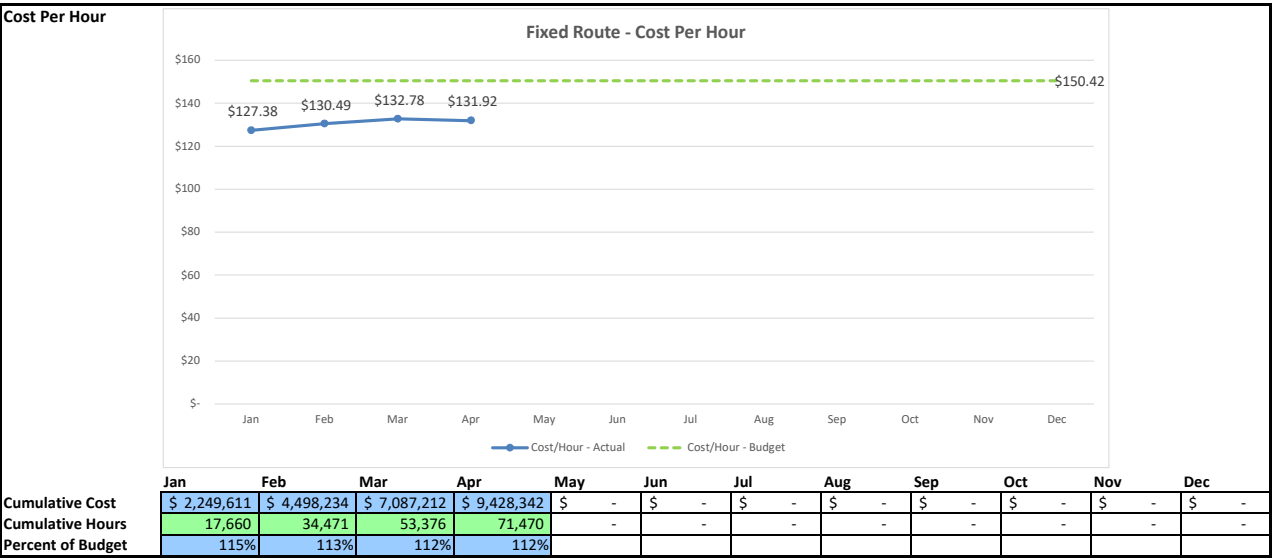 Cost Per Hour
Fixed Route - Cost Per Hour
$160
$150.42
$140
$127.38 $130.49 $132.78 $131.92
$120
$100
$80
$60
$40
$20
$-
Jan Feb Mar Apr May Jun Jul Aug Sep Oct Nov Dec
Cost/Hour - Actual Cost/Hour - Budget
Jan Feb Mar Apr May Jun Jul Aug Sep Oct Nov Dec
Cumulative Cost $ 2,249,611 $ 4,498,234 $ 7,087,212 $ 9,428,342 $ - $ - $ - $ - $ - $ - $ - $ -
Cumulative Hours 17,660 34,471 53,376 71,470 - - - - - - - -
Percent of Budget 115% 113% 112% 112%